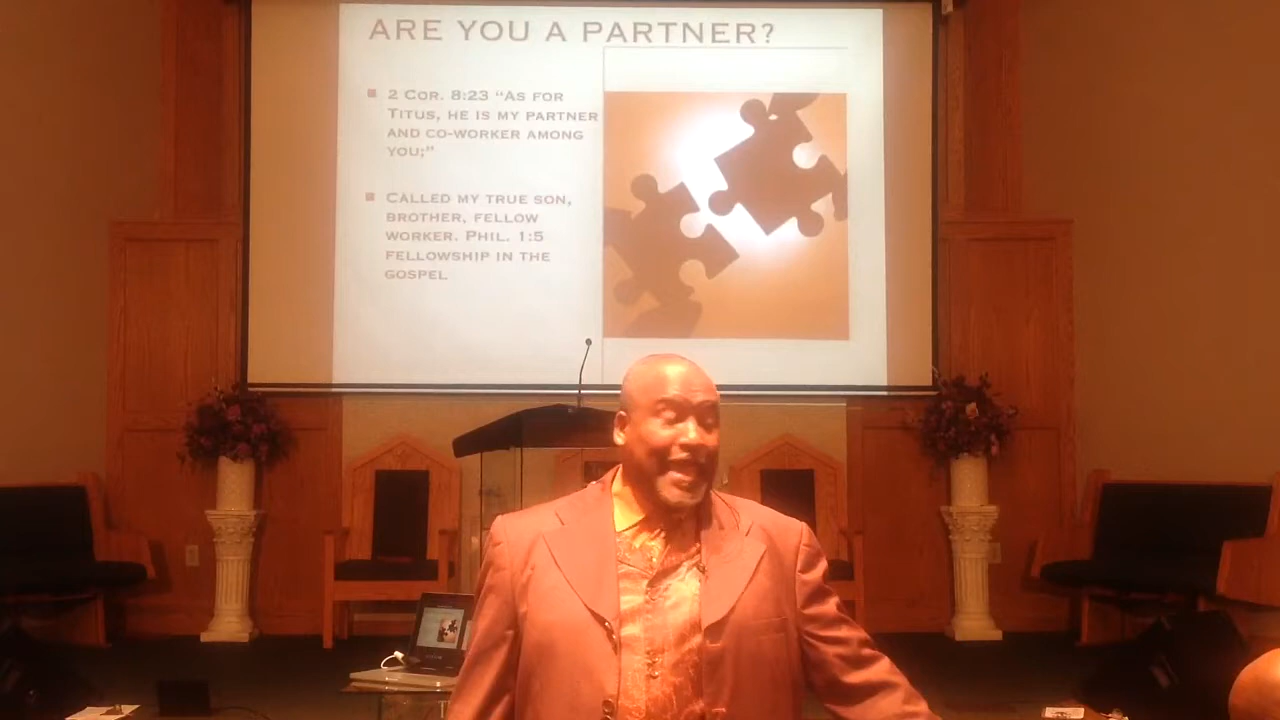 ARE YOU A PARTNER?
2 COR. 8:23 “AS FOR
TITUS, HE IS MY PARTNER
AND CO-WORKER AMONG
YOU;”
CALLED MY TRUE SON,
BROTHER, FELLOW
WORKER. PHIL. 1:5
FELLOWSHIP IN THE
GOSPEL